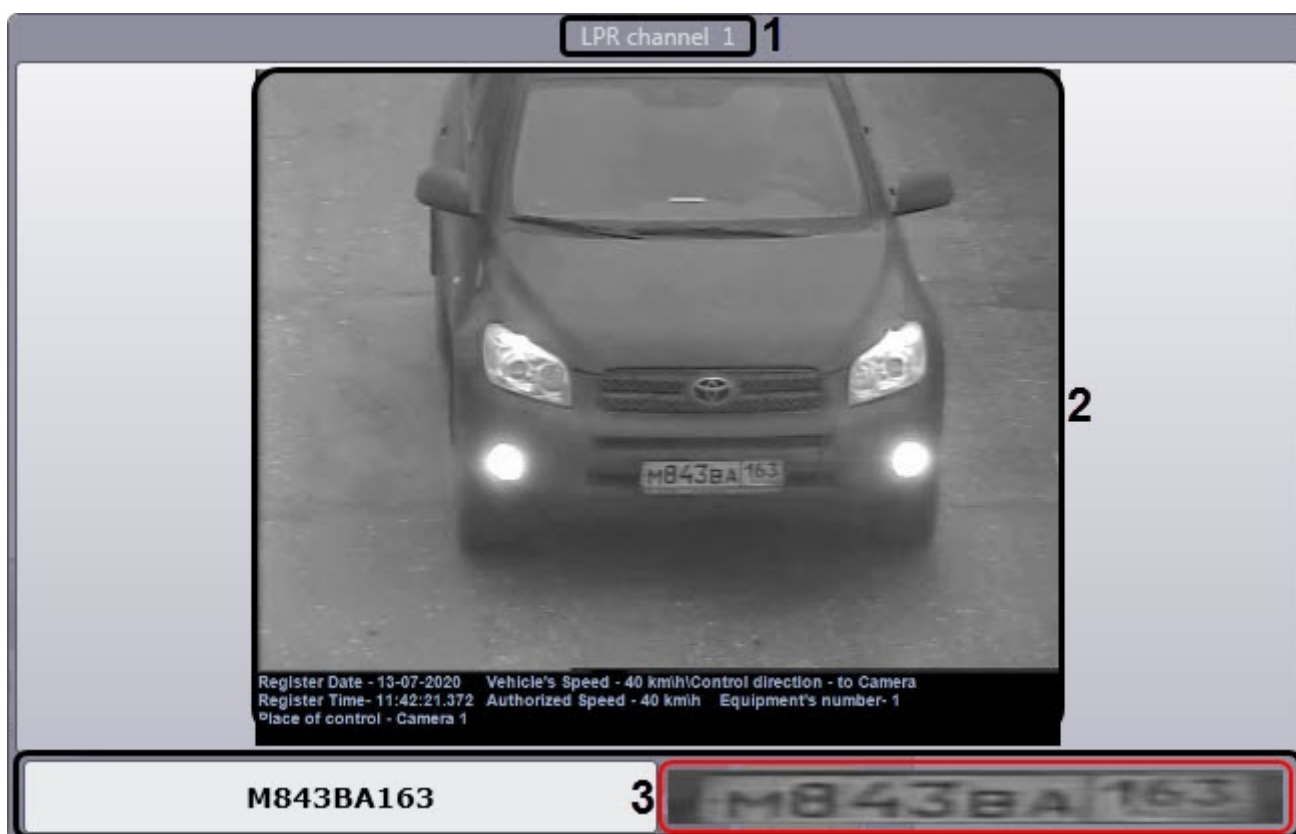 LPR channel 1
1
M843BA 163
2
Register Date - 13-07-2020 Vehicle's Speed - 40 km\h\Control direction - to Camera
Register Time- 11:42:21.372 Authorized Speed - 40 km\h Equipment's number- 1
Place of control - Camera 1
M843BA163
3
M843BA 163